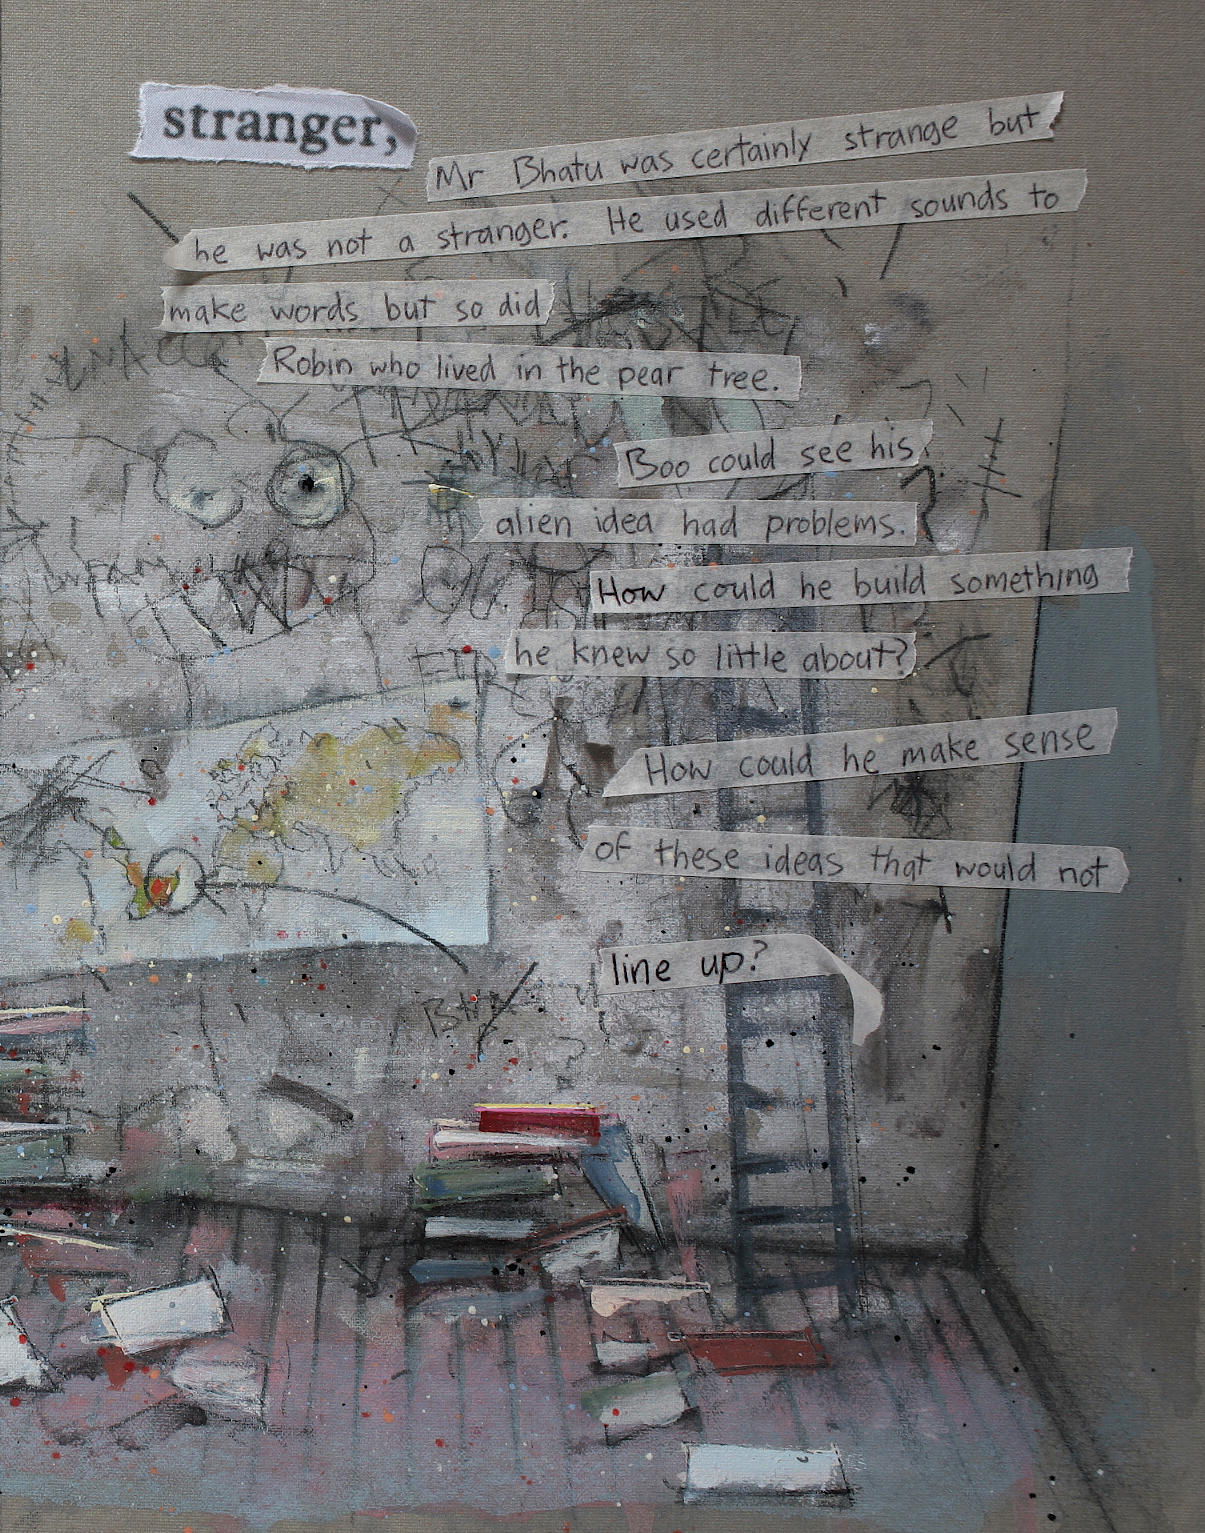 stranger,
Mr Bhatu was certainly strange but
he was not a stranger. He used different sounds to
make words but so did
Robin who lived in the pear tree.
Boo could see his
alien idea had problems.
How could he build something
he knew so little about?
How could he make sense
of these ideas that would not
line up?